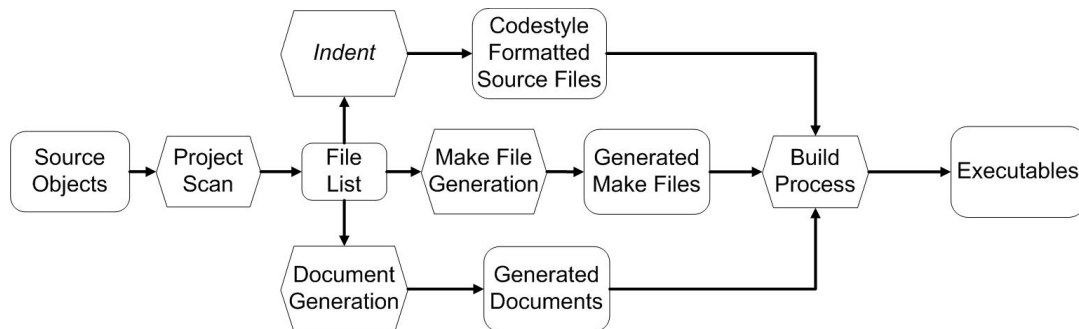 Indent
Codestyle
Formatted
Source Files
Source
Objects
Project
Scan
File
List
Make File
Generation
Generated
Make Files
Build
Process
Executables
Document
Generation
Generated
Documents